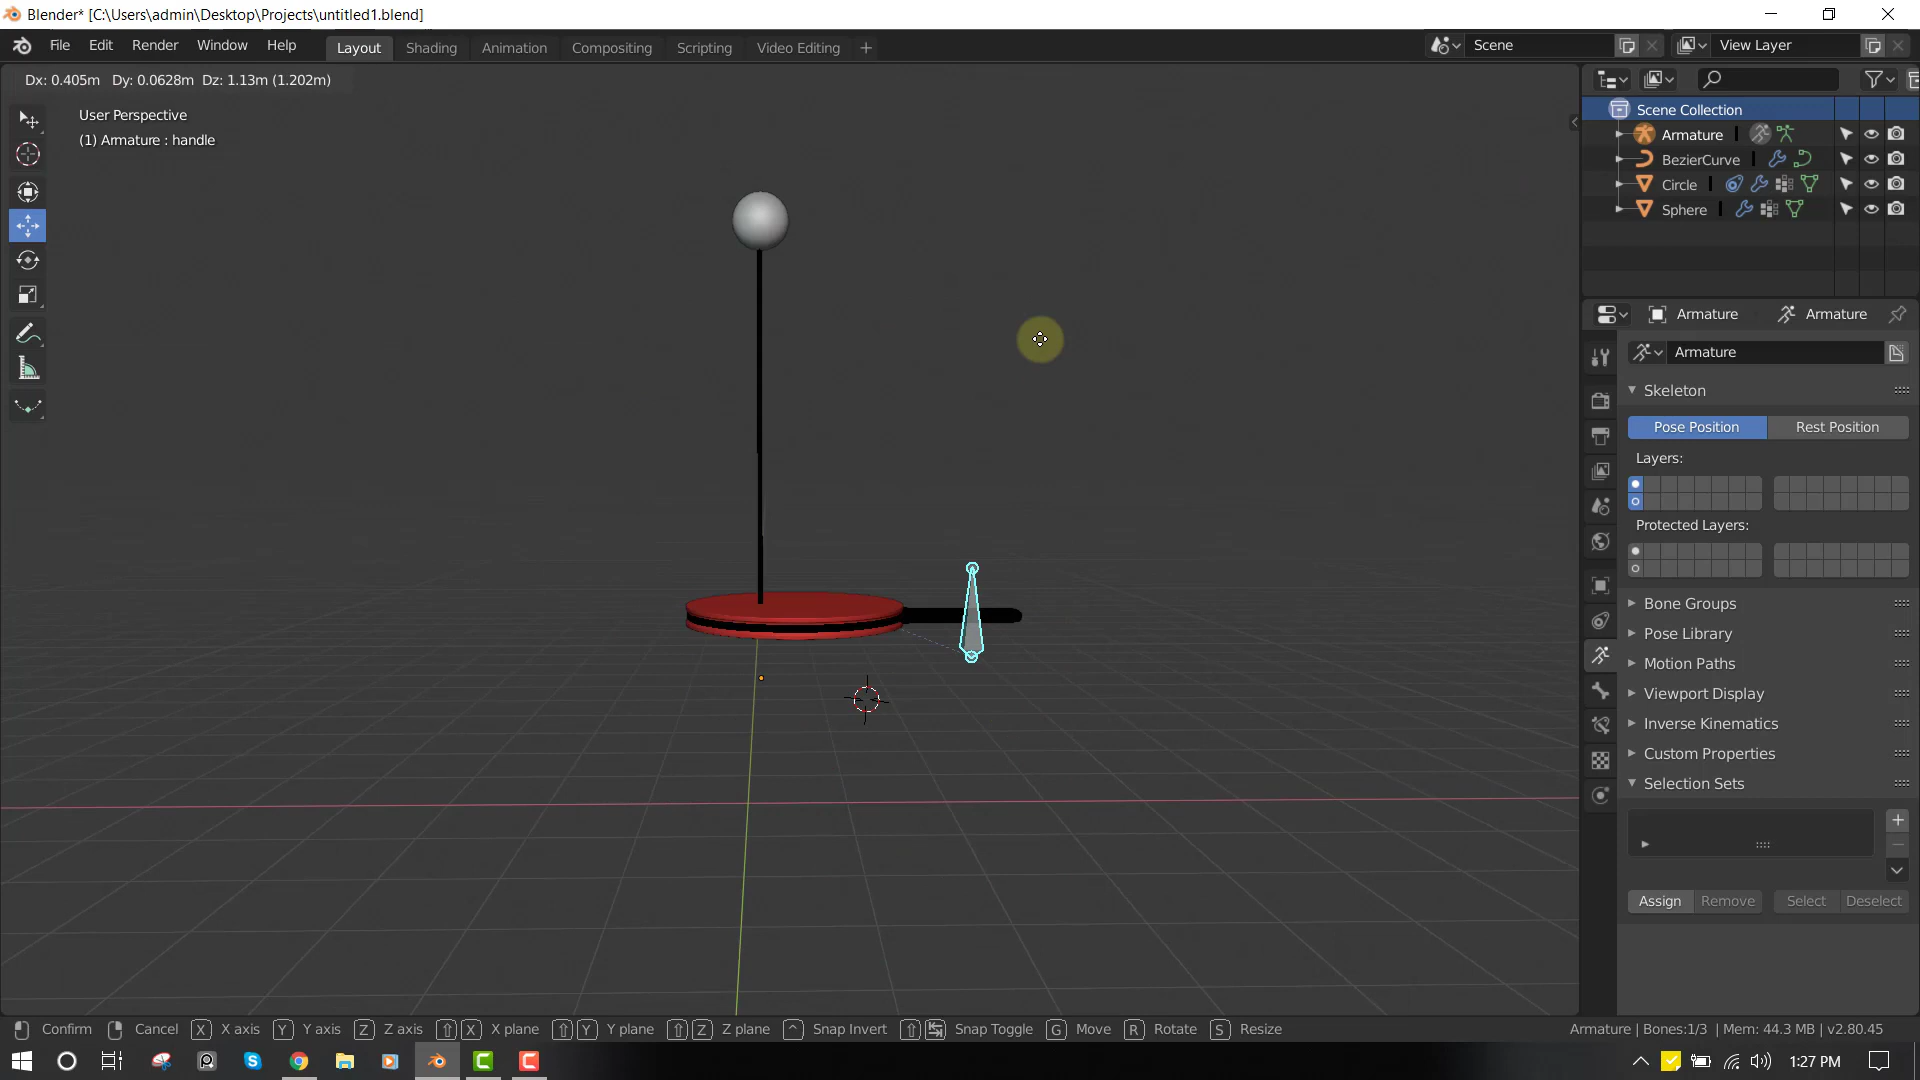 Blender* [C:\Users\admin\Desktop\Projects\untitled1.blend]
File Edit Render Window Help Layout Shading Animation Compositing Scripting Video Editing + Scene View Layer
Dx: 0.405m Dy: 0.0628m Dz: 1.13m (1.202m)
User Perspective
(1) Armature : handle
Scene Collection
Armature
BezierCurve
Circle
Sphere
Armature Armature
Armature
Skeleton
Pose Position Rest Position
Layers:
Protected Layers:
Bone Groups
Pose Library
Motion Paths
Viewport Display
Inverse Kinematics
Custom Properties
Selection Sets
Assign Remove Select Deselect
Confirm Cancel X X axis Y Y axis Z Z axis X X plane Y Y plane Z Z plane ^ Snap Invert Snap Toggle G Move R Rotate S Resize Armature | Bones:1/3 | Mem: 44.3 MB | v2.80.45
1:27 PM